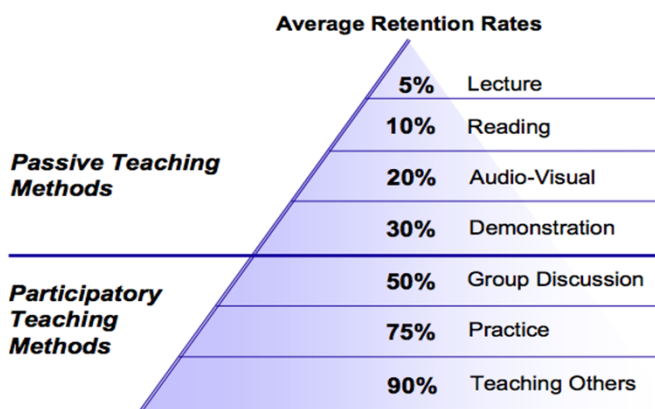 Average Retention Rates
5% Lecture
10% Reading
Passive Teaching
Methods
20% Audio-Visual
30% Demonstration
50% Group Discussion
Participatory
Teaching
Methods
75% Practice
90% Teaching Others